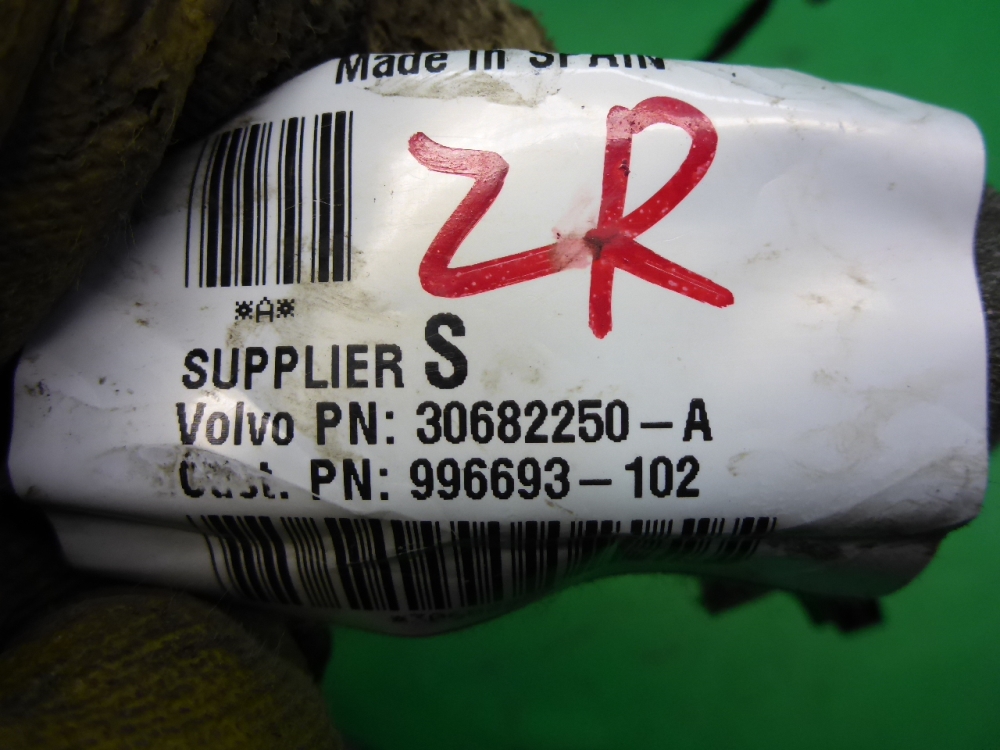 Made in SPAIN
ZR
*A*
SUPPLIER S
Volvo PN: 30682250-A
Cust. PN: 996693-102